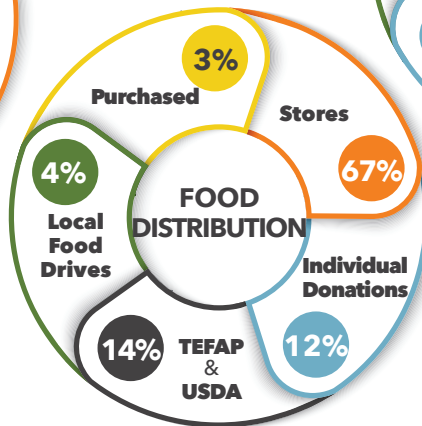 3%
Purchased
Stores
67%
4%
Local
Food
Drives
FOOD
DISTRIBUTION
Individual
Donations
12%
14%
TEFAP
&
USDA